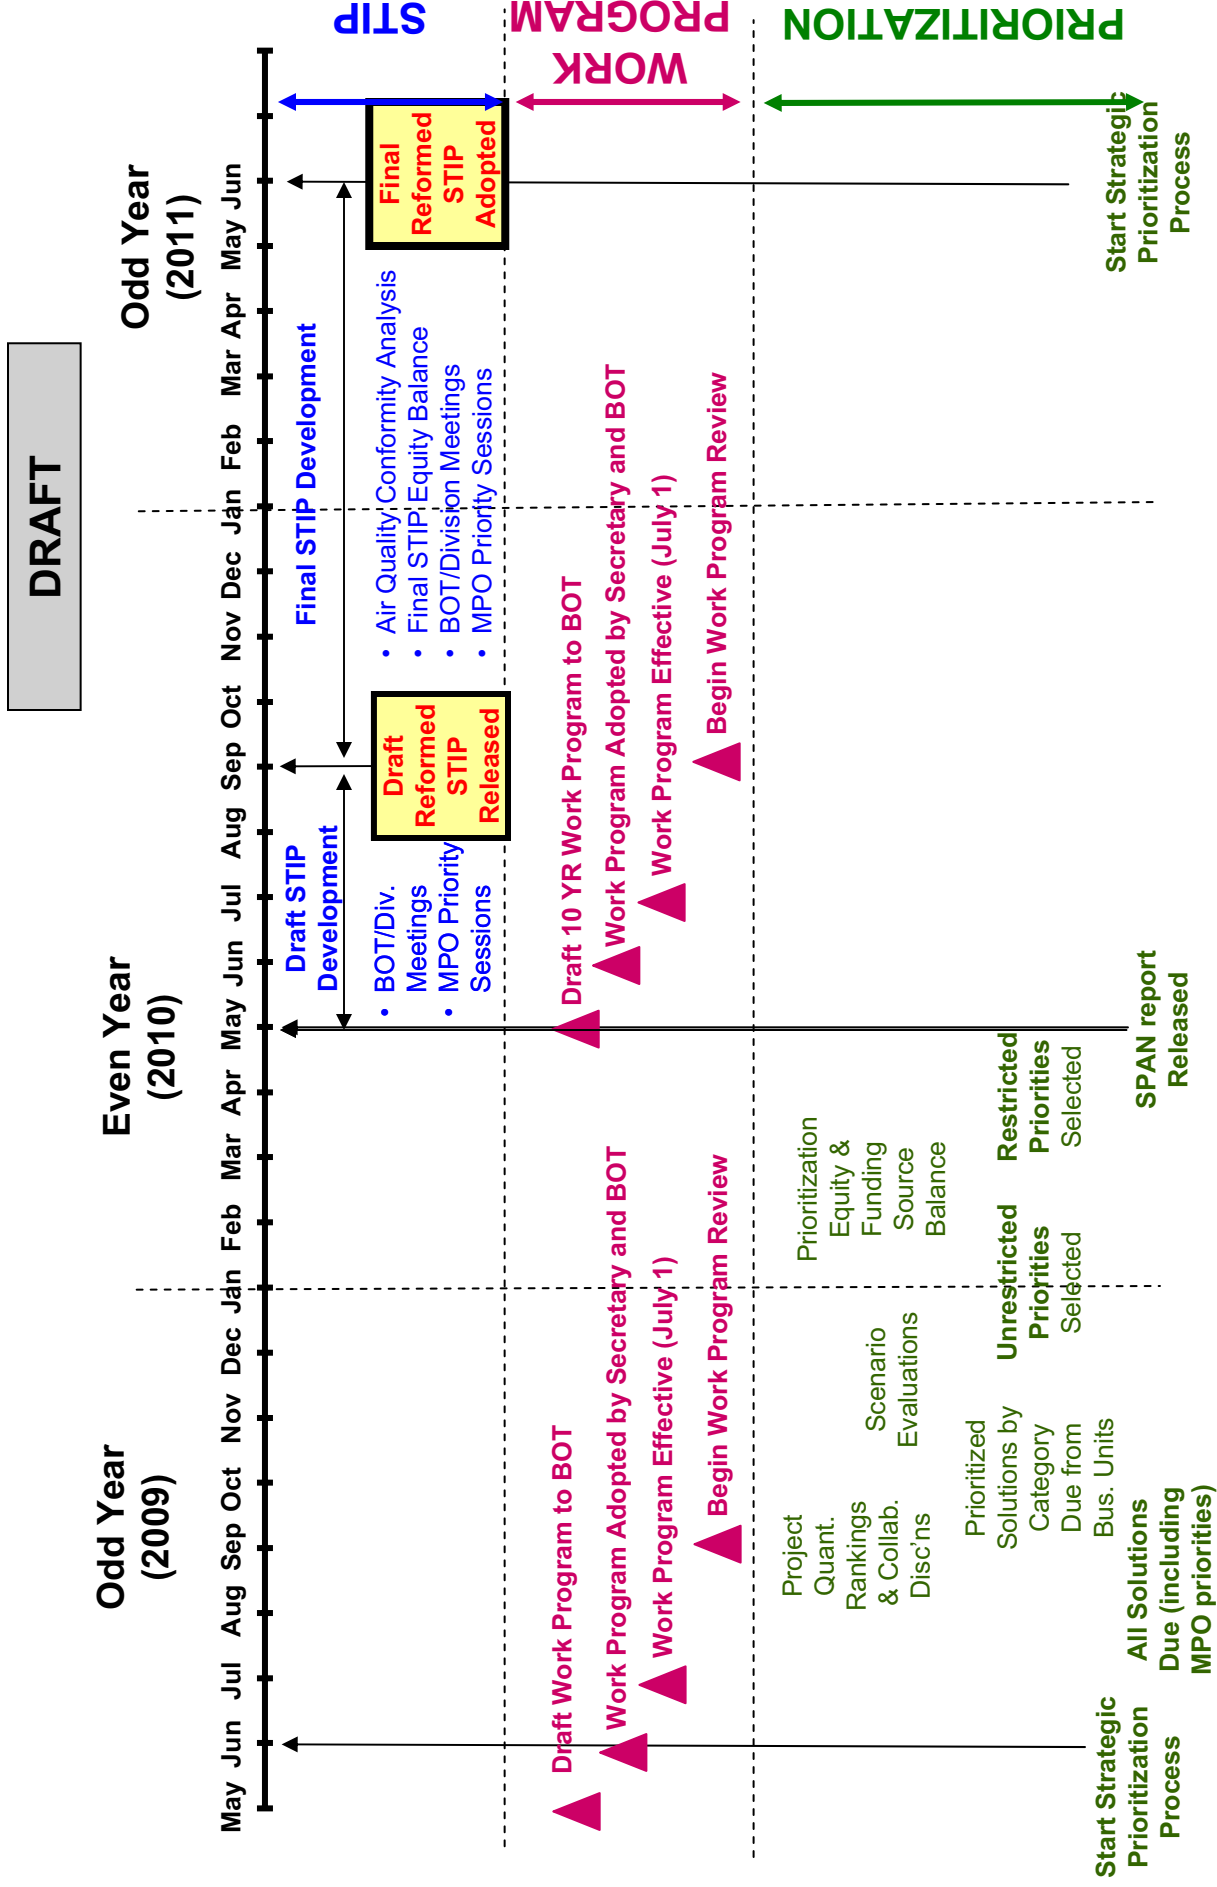 DRAFT
Odd Year
(2009)
Even Year
(2010)
Odd Year
(2011)
May Jun Jul Aug Sep Oct Nov Dec Jan Feb Mar Apr May Jun Jul Aug Sep Oct Nov Dec Jan Feb Mar Apr May Jun
STIP
Draft STIP
Development
• BOT/Div.
Meetings
• MPO Priority
Sessions
Draft
Reformed
STIP
Released
Final STIP Development
• Air Quality Conformity Analysis
• Final STIP Equity Balance
• BOT/Division Meetings
• MPO Priority Sessions
Final
Reformed
STIP
Adopted
WORK
PROGRAM
Draft Work Program to BOT
Work Program Adopted by Secretary and BOT
Work Program Effective (July 1)
Begin Work Program Review
Draft 10 YR Work Program to BOT
Work Program Adopted by Secretary and BOT
Work Program Effective (July 1)
Begin Work Program Review
PRIORITIZATION
Start Strategic
Prioritization
Process
All Solutions
Due (including
MPO priorities)
Project
Quant.
Rankings
& Collab.
Disc'ns
Prioritized
Solutions by
Category
Due from
Bus. Units
Scenario
Evaluations
Unrestricted
Priorities
Selected
Prioritization
Equity &
Funding
Source
Balance
Restricted
Priorities
Selected
SPAN report
Released
Start Strategic
Prioritization
Process